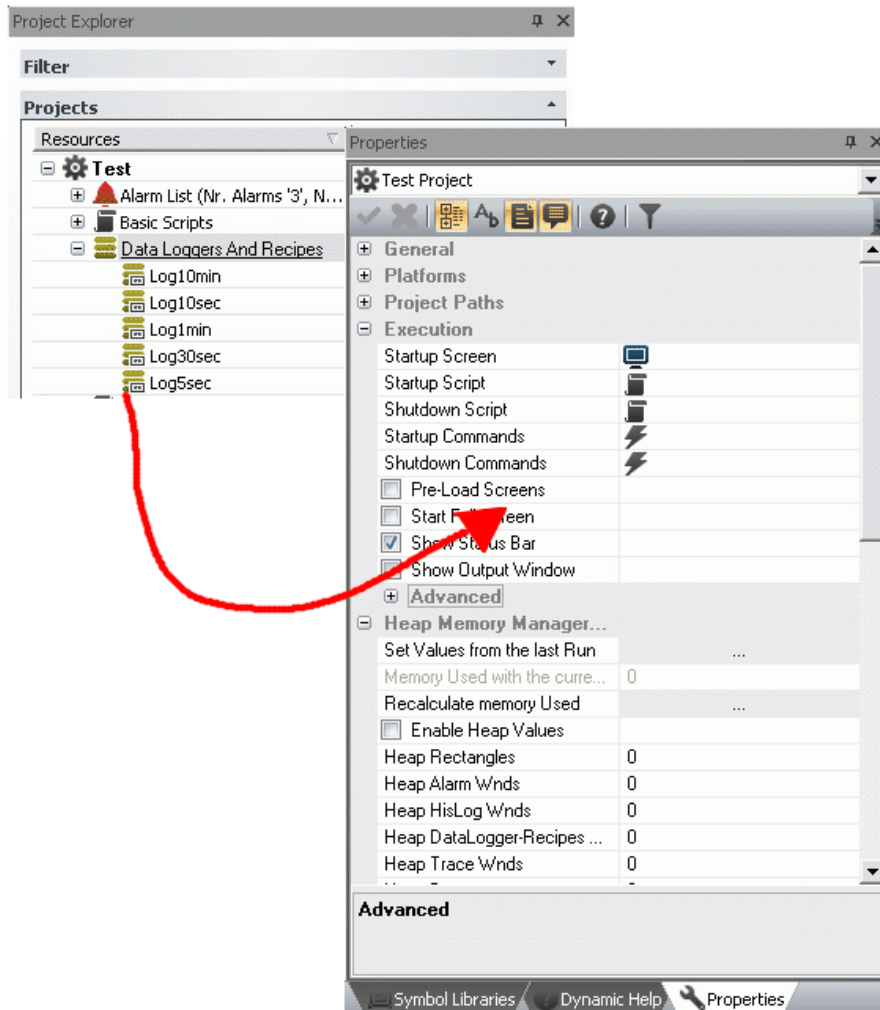 Project Explorer
Filter
Projects
Resources
Test
Alarm List (Nr. Alarms '3', N...
Basic Scripts
Data Loggers And Recipes
Log10min
Log10sec
Log1min
Log30sec
Log5sec
Properties
Test Project
General
Platforms
Project Paths
Execution
Startup Screen
Startup Script
Shutdown Script
Startup Commands
Shutdown Commands
Pre-Load Screens
Start
Show Status Bar
Show Output Window
Advanced
Heap Memory Manager...
Set Values from the last Run ...
Memory Used with the curre... 0
Recalculate memory Used ...
Enable Heap Values
Heap Rectangles 0
Heap Alarm Wnds 0
Heap HisLog Wnds 0
Heap DataLogger-Recipes ... 0
Heap Trace Wnds 0
Advanced
Symbol Libraries Dynamic Help Properties